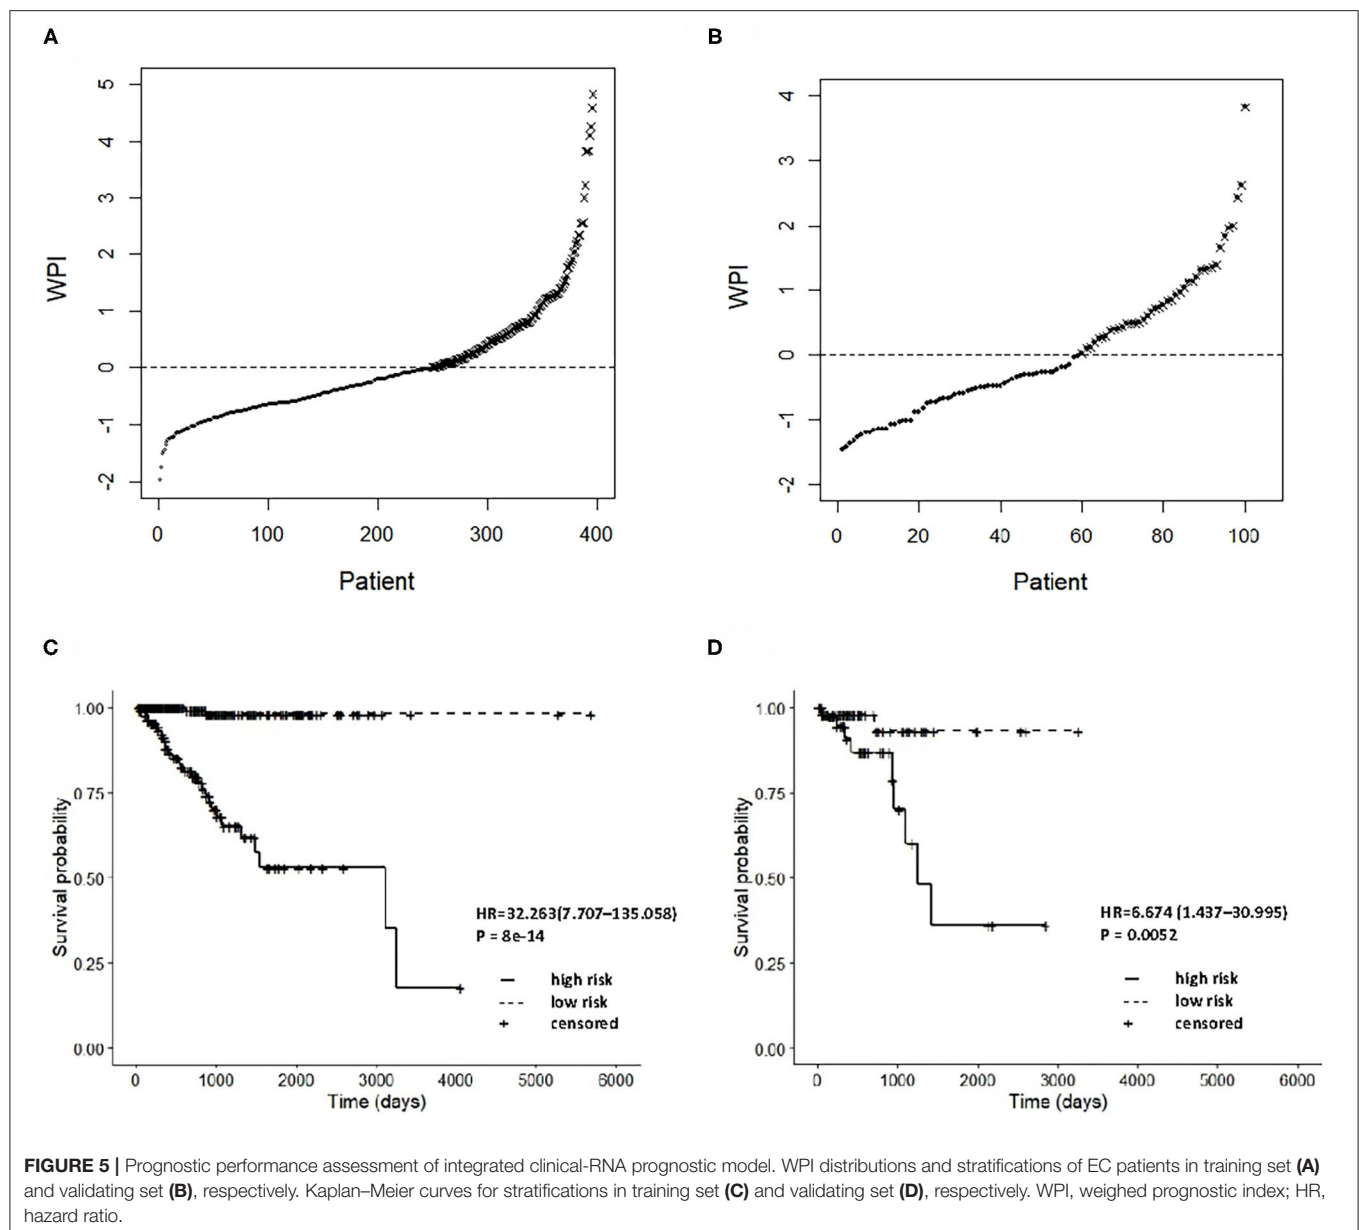 A
B
5
4
3
2
1
0
-1
-2
WPI
0 100 200 300 400
Patient
4
3
2
1
0
-1
-2
WPI
0 20 40 60 80 100
Patient
C
D
1.00
0.75
0.50
0.25
0.00
Survival probability
HR=32.263(7.707–135.058)
P = 8e-14
high risk
low risk
censored
0 1000 2000 3000 4000 5000 6000
Time (days)
1.00
0.75
0.50
0.25
0.00
Survival probability
HR=6.674 (1.437–30.995)
P = 0.0052
high risk
low risk
censored
0 1000 2000 3000 4000 5000 6000
Time (days)
FIGURE 5 | Prognostic performance assessment of integrated clinical-RNA prognostic model. WPI distributions and stratifications of EC patients in training set (A)
and validating set (B), respectively. Kaplan–Meier curves for stratifications in training set (C) and validating set (D), respectively. WPI, weighed prognostic index; HR,
hazard ratio.